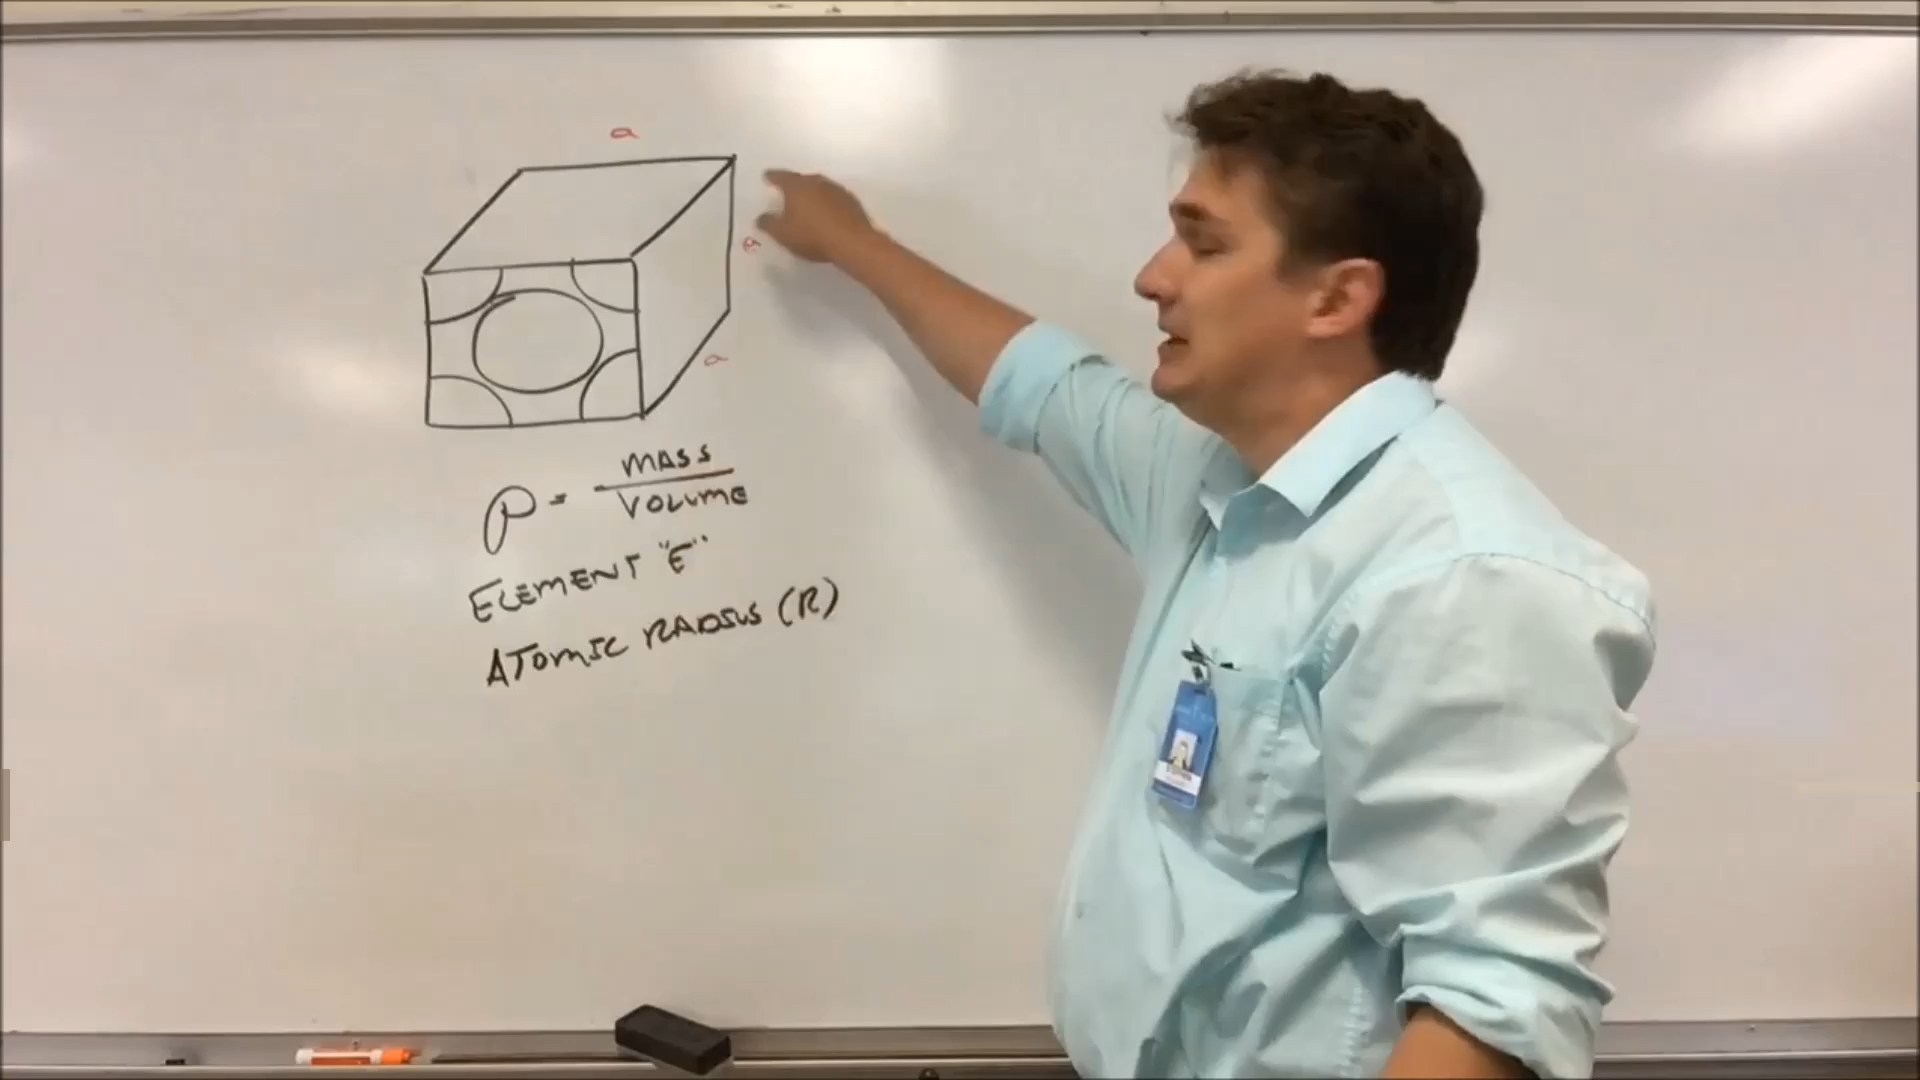 a
a
a
ρ = MASS
VOLUME
ELEMENT "E"
ATOMIC RADIUS (R)